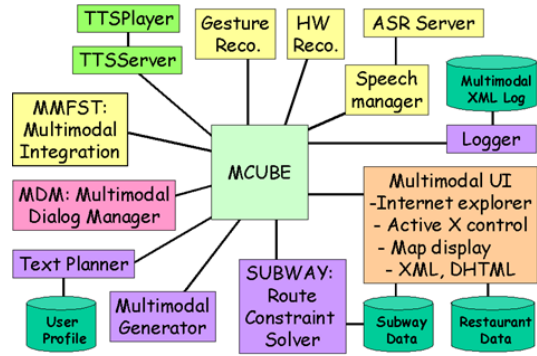 TTSPlayer
TTSServer
Gesture
Reco.
HW
Reco.
ASR Server
Speech
manager
Multimodal
XML Log
Logger
MMFST:
Multimodal
Integration
MCUBE
MDM: Multimodal
Dialog Manager
Multimodal UI
-Internet explorer
- Active X control
- Map display
- XML, DHTML
Text Planner
User
Profile
Multimodal
Generator
SUBWAY:
Route
Constraint
Solver
Subway
Data
Restaurant
Data